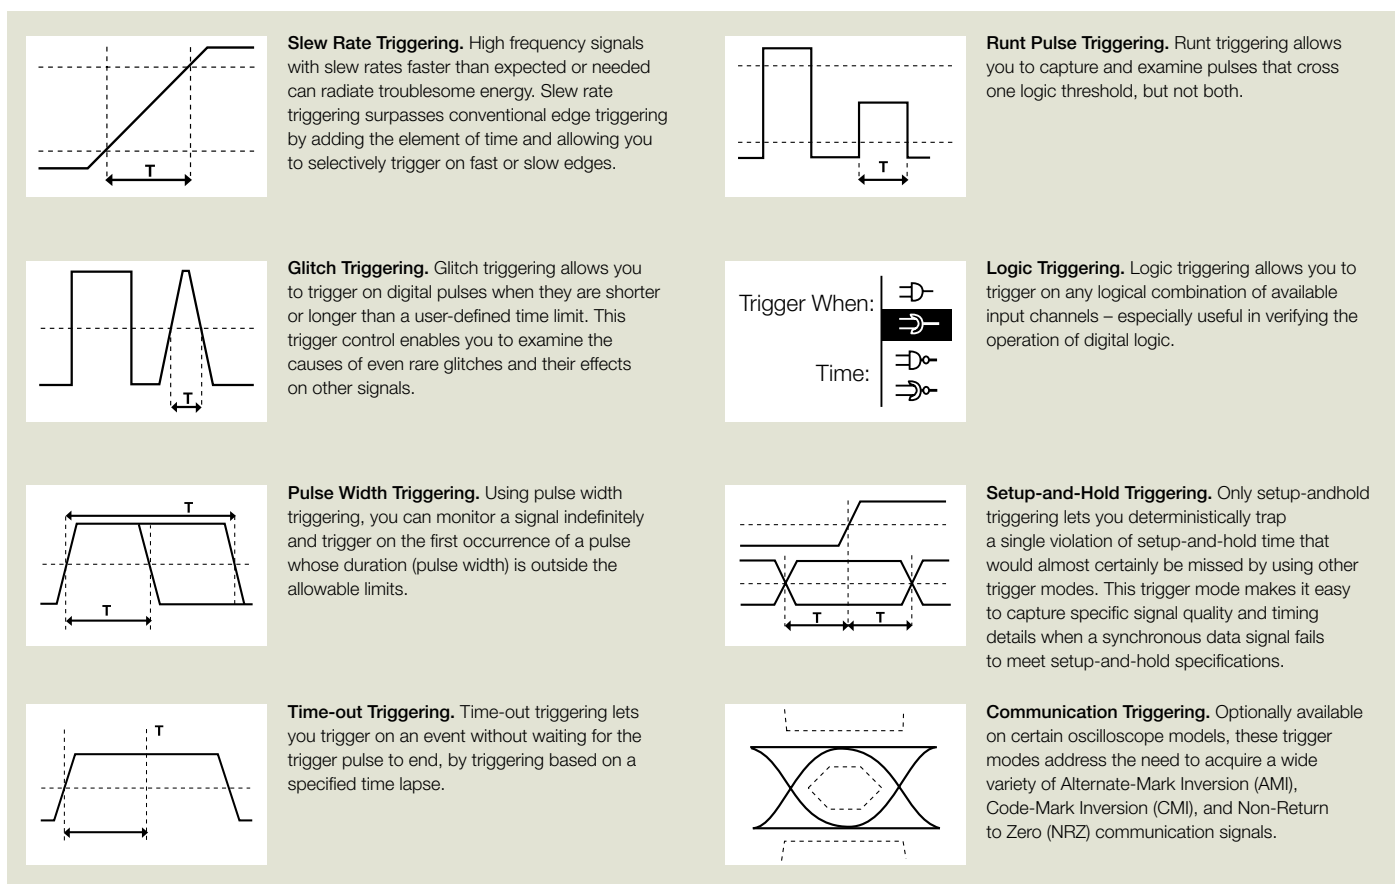 Slew Rate Triggering. High frequency signals
with slew rates faster than expected or needed
can radiate troublesome energy. Slew rate
triggering surpasses conventional edge triggering
by adding the element of time and allowing you
to selectively trigger on fast or slow edges.
T
Runt Pulse Triggering. Runt triggering allows
you to capture and examine pulses that cross
one logic threshold, but not both.
T
Glitch Triggering. Glitch triggering allows you
to trigger on digital pulses when they are shorter
or longer than a user-defined time limit. This
trigger control enables you to examine the
causes of even rare glitches and their effects
on other signals.
T
Trigger When:
Time:
Logic Triggering. Logic triggering allows you to
trigger on any logical combination of available
input channels – especially useful in verifying the
operation of digital logic.
T
T
Pulse Width Triggering. Using pulse width
triggering, you can monitor a signal indefinitely
and trigger on the first occurrence of a pulse
whose duration (pulse width) is outside the
allowable limits.
T T
Setup-and-Hold Triggering. Only setup-andhold
triggering lets you deterministically trap
a single violation of setup-and-hold time that
would almost certainly be missed by using other
trigger modes. This trigger mode makes it easy
to capture specific signal quality and timing
details when a synchronous data signal fails
to meet setup-and-hold specifications.
T
Time-out Triggering. Time-out triggering lets
you trigger on an event without waiting for the
trigger pulse to end, by triggering based on a
specified time lapse.
Communication Triggering. Optionally available
on certain oscilloscope models, these trigger
modes address the need to acquire a wide
variety of Alternate-Mark Inversion (AMI),
Code-Mark Inversion (CMI), and Non-Return
to Zero (NRZ) communication signals.